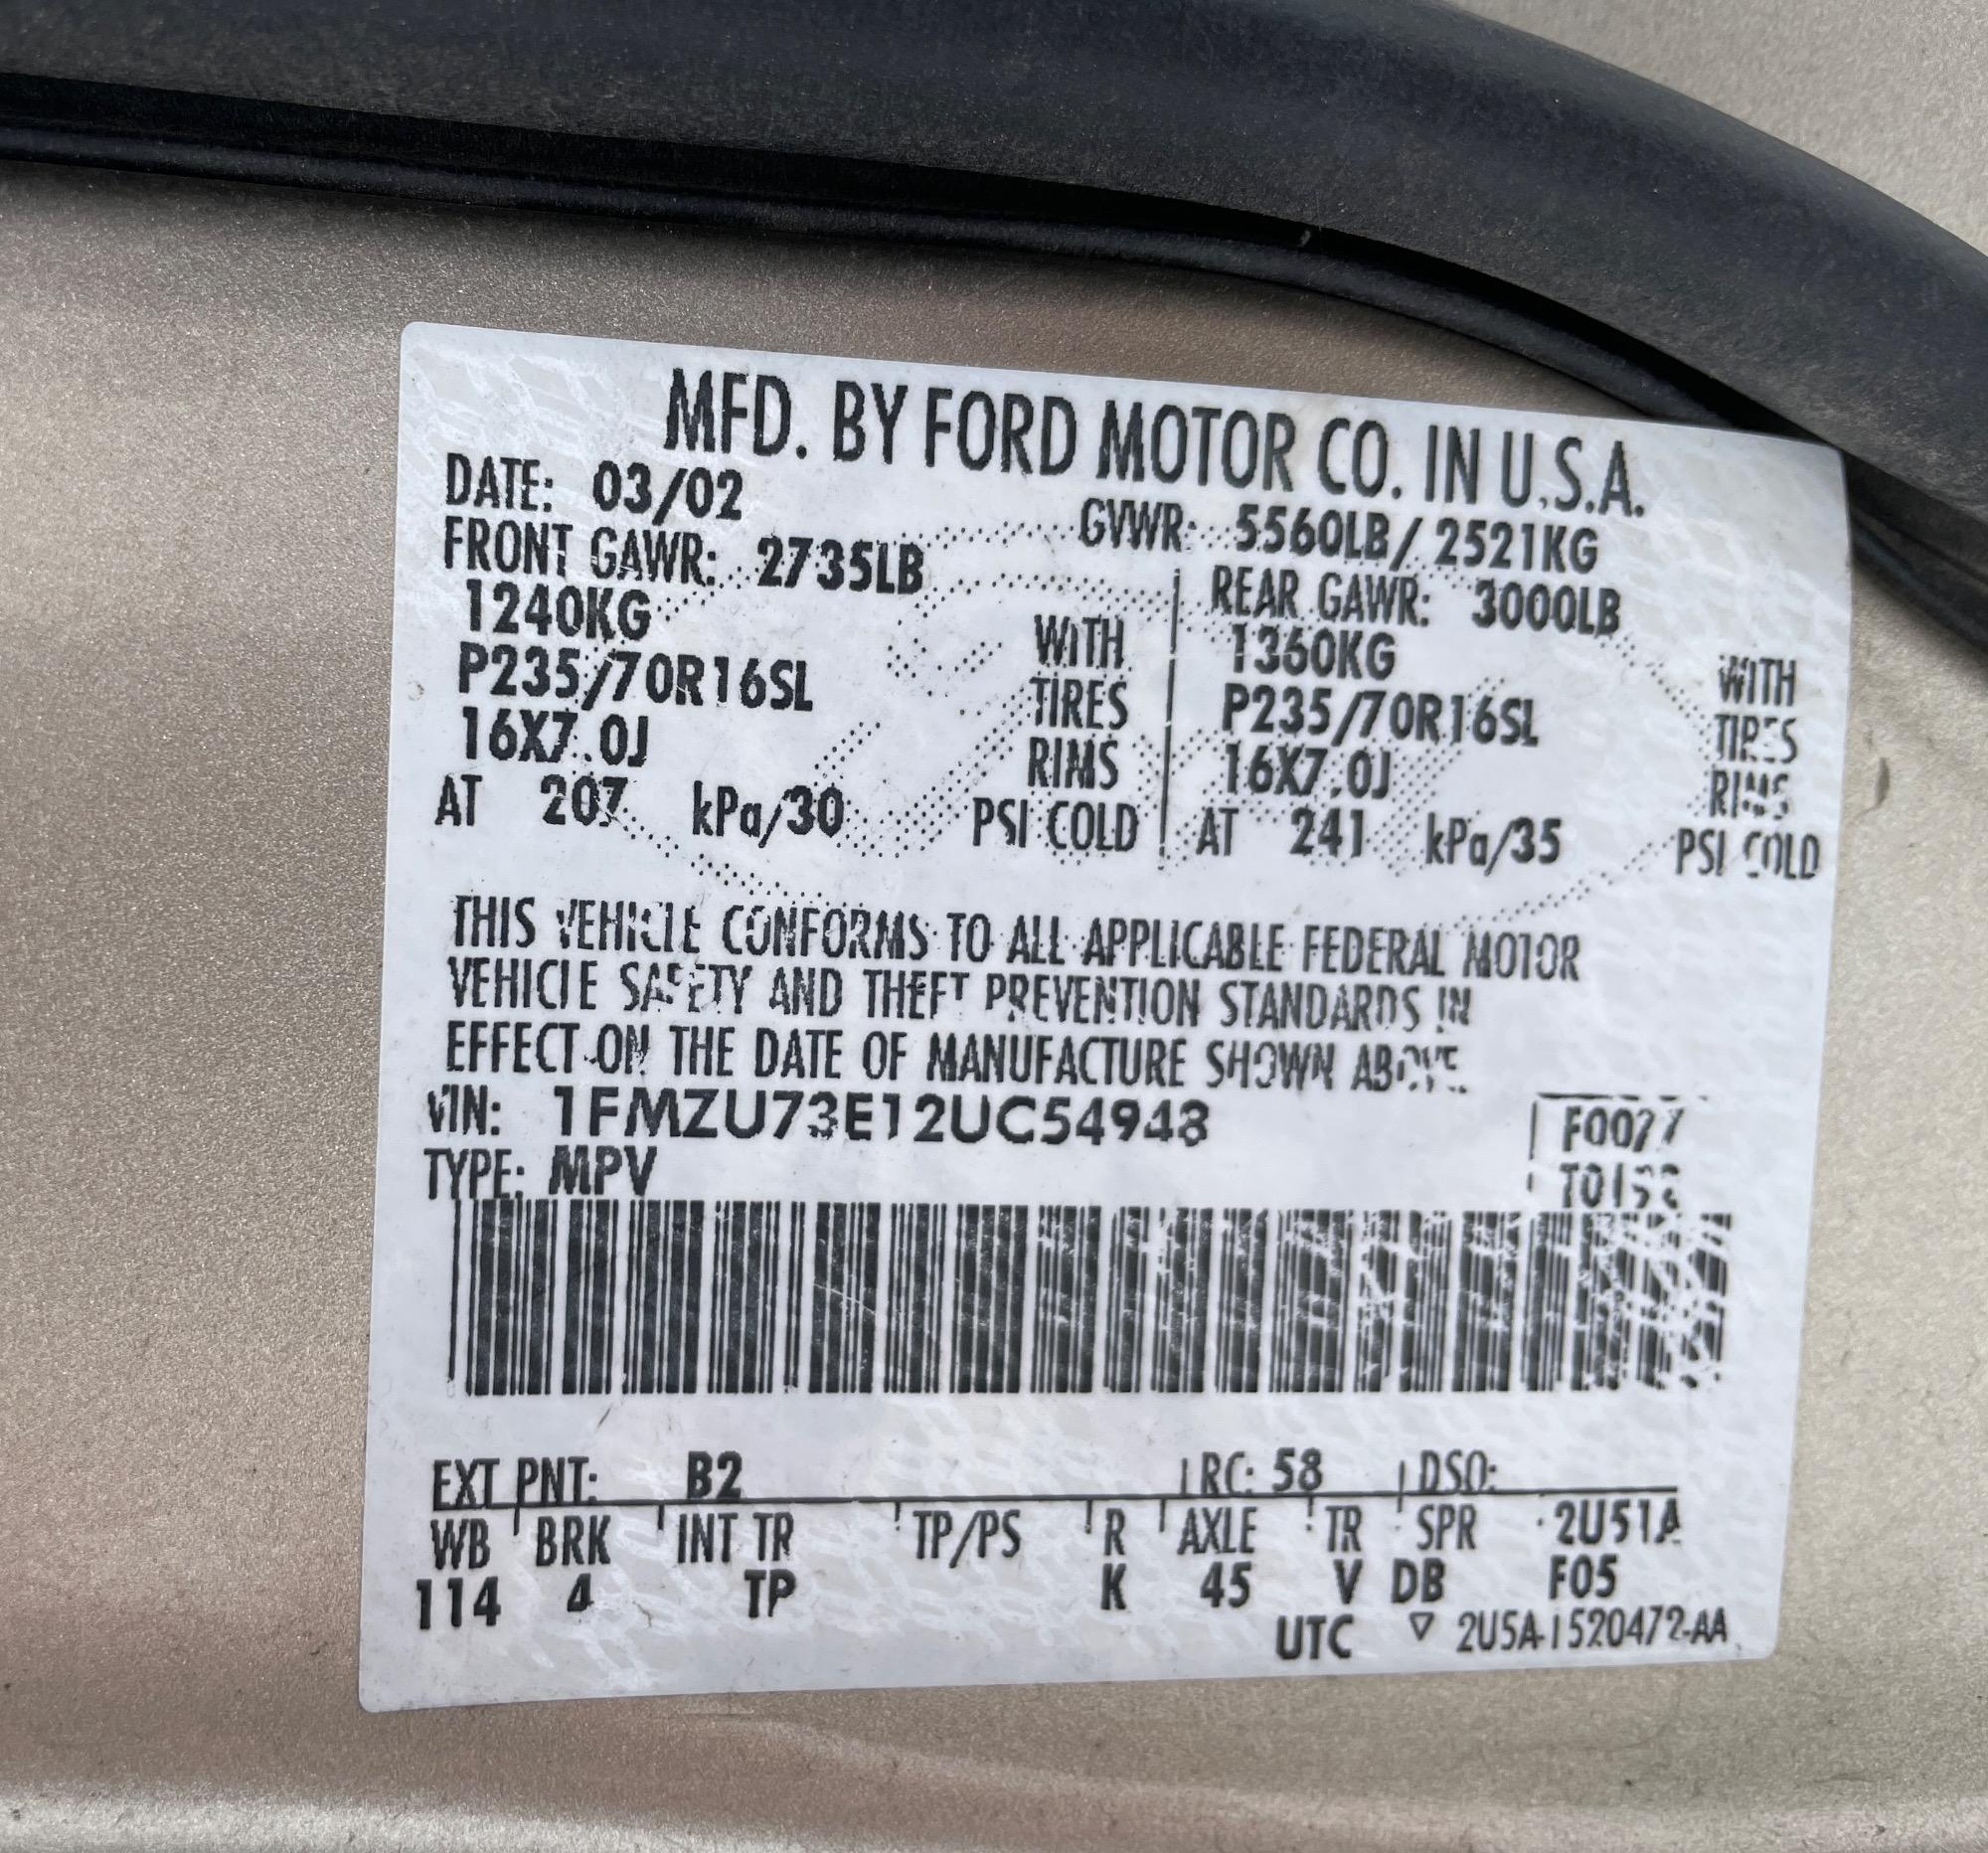 MFD. BY FORD MOTOR CO. IN U.S.A.
DATE: 03/02
GVWR: 5560LB/ 2521KG
FRONT GAWR: 2735LB
1240KG WITH
P235/70R16SL TIRES
16X7.0J RIMS
AT 207 kPa/30 PSI COLD
REAR GAWR: 3000LB
1360KG WITH
P235/70R16SL TIRES
16X7.0J RIMS
AT 241 kPa/35 PSI COLD
THIS VEHICLE CONFORMS TO ALL APPLICABLE FEDERAL MOTOR
VEHICLE SAFETY AND THEFT PREVENTION STANDARDS IN
EFFECT ON THE DATE OF MANUFACTURE SHOWN ABOVE.
VIN: 1FMZU73E12UC54948
F0027
TYPE: MPV
EXT PNT: B2 RC: 58 DSO:
WB BRK INT TR TP/PS R AXLE TR SPR 2U51A
114 4 TP K 45 V DB F05
UTC ▽ 2U5A-1520472-AA